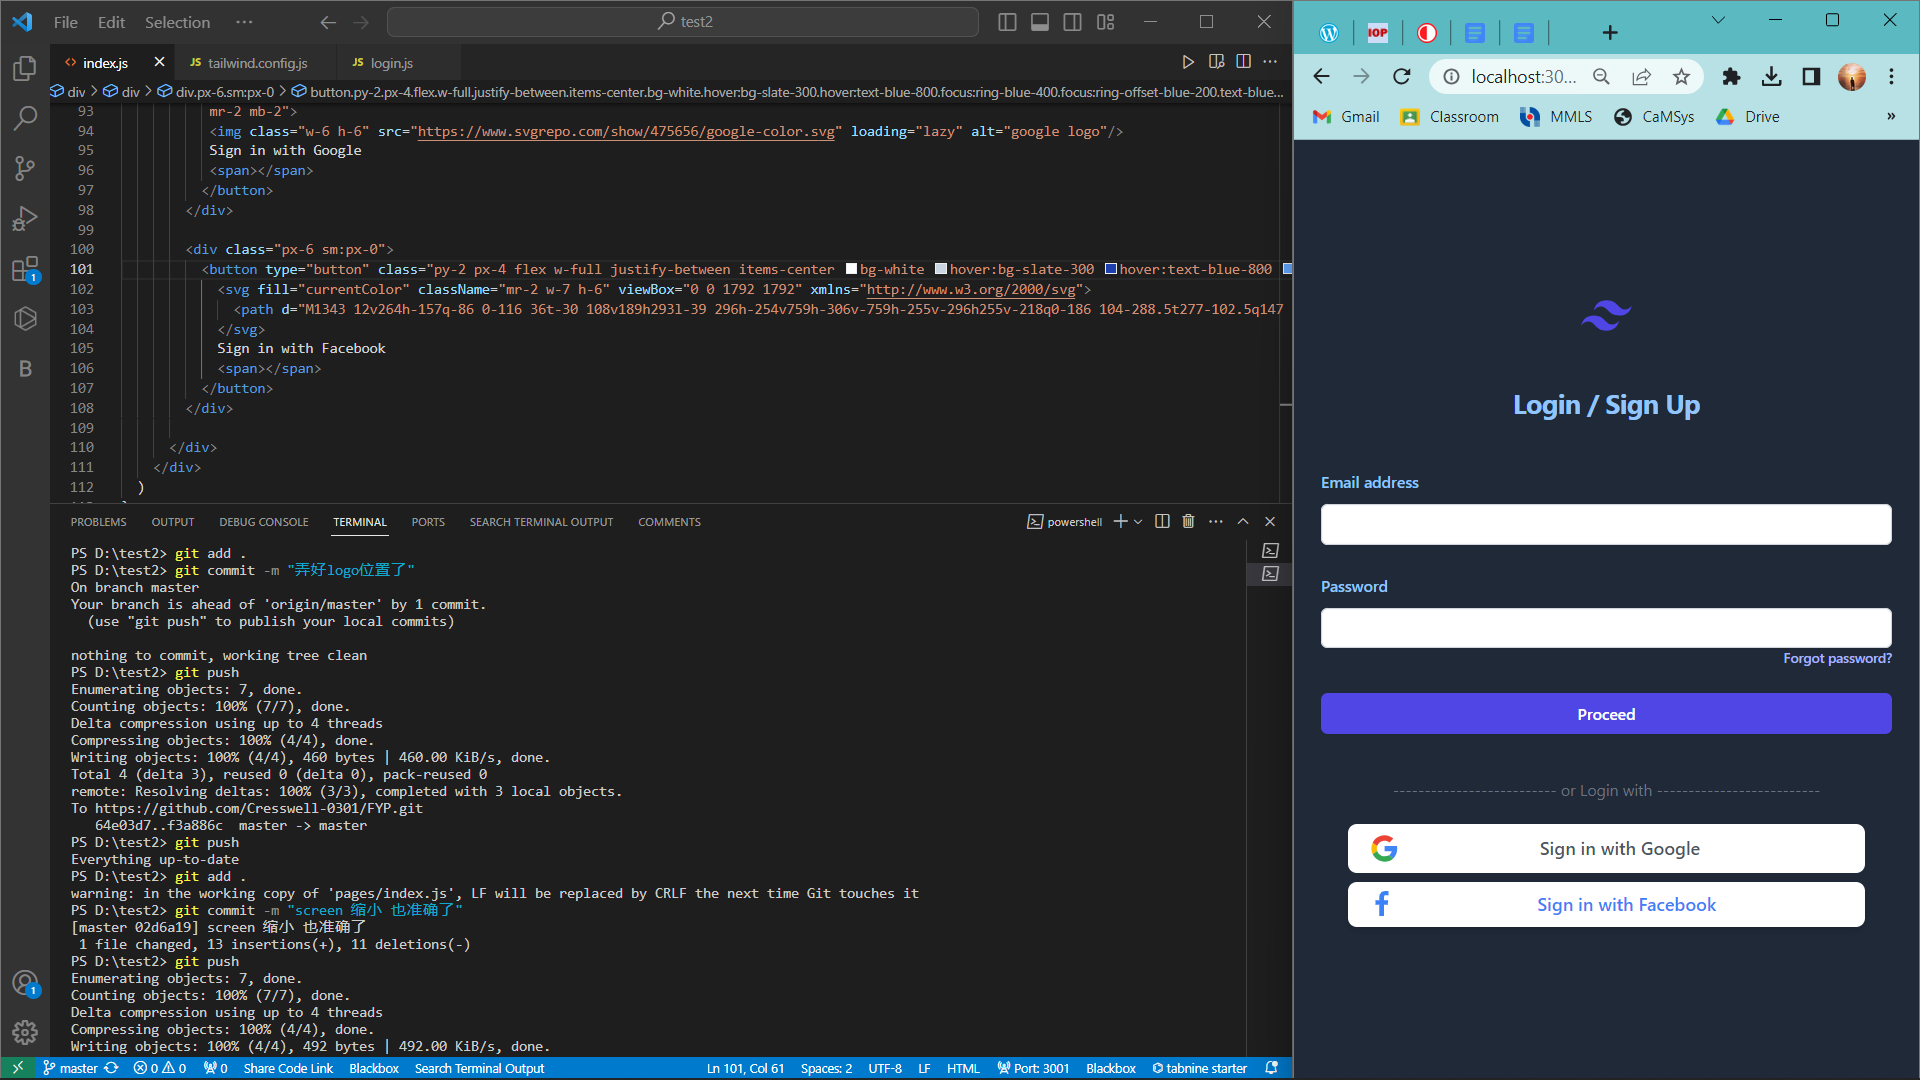 File Edit Selection ··· test2
index.js JS tailwind.config.js JS login.js
div > div > div.px-6.sm:px-0 > button.py-2.px-4.flex.w-full.justify-between.items-center.bg-white.hover:bg-slate-300.hover:text-blue-800.focus:ring-blue-400.focus:ring-offset-blue-200.text-blue...
93 mr-2 mb-2">
94 <img class="w-6 h-6" src="https://www.svgrepo.com/show/475656/google-color.svg" loading="lazy" alt="google logo"/>
95 Sign in with Google
96 <span></span>
97 </button>
98 </div>
99
100 <div class="px-6 sm:px-0">
101 <button type="button" class="py-2 px-4 flex w-full justify-between items-center bg-white hover:bg-slate-300 hover:text-blue-800
102 <svg fill="currentColor" className="mr-2 w-7 h-6" viewBox="0 0 1792 1792" xmlns="http://www.w3.org/2000/svg">
103 <path d="M1343 12v264h-157q-86 0-116 36t-30 108v189h293l-39 296h-254v759h-306v-759h-255v-296h255v-218q0-186 104-288.5t277-102.5q147
104 </svg>
105 Sign in with Facebook
106 <span></span>
107 </button>
108 </div>
109
110 </div>
111 </div>
112 )
PROBLEMS OUTPUT DEBUG CONSOLE TERMINAL PORTS SEARCH TERMINAL OUTPUT COMMENTS powershell
PS D:\test2> git add .
PS D:\test2> git commit -m "弄好logo位置了"
On branch master
Your branch is ahead of 'origin/master' by 1 commit.
(use "git push" to publish your local commits)
nothing to commit, working tree clean
PS D:\test2> git push
Enumerating objects: 7, done.
Counting objects: 100% (7/7), done.
Delta compression using up to 4 threads
Compressing objects: 100% (4/4), done.
Writing objects: 100% (4/4), 460 bytes | 460.00 KiB/s, done.
Total 4 (delta 3), reused 0 (delta 0), pack-reused 0
remote: Resolving deltas: 100% (3/3), completed with 3 local objects.
To https://github.com/Cresswell-0301/FYP.git
64e03d7..f3a886c master -> master
PS D:\test2> git push
Everything up-to-date
PS D:\test2> git add .
warning: in the working copy of 'pages/index.js', LF will be replaced by CRLF the next time Git touches it
PS D:\test2> git commit -m "screen 缩小 也准确了"
[master 02d6a19] screen 缩小 也准确了
1 file changed, 13 insertions(+), 11 deletions(-)
PS D:\test2> git push
Enumerating objects: 7, done.
Counting objects: 100% (7/7), done.
Delta compression using up to 4 threads
Compressing objects: 100% (4/4), done.
Writing objects: 100% (4/4), 492 bytes | 492.00 KiB/s, done.
B
1
1
master 0 0 0 Share Code Link Blackbox Search Terminal Output Ln 101, Col 61 Spaces: 2 UTF-8 LF HTML Port: 3001 Blackbox tabnine starter
IOP
localhost:30...
Gmail Classroom MMLS CaMSys Drive »
Login / Sign Up
Email address
Password
Forgot password?
Proceed
-------------------------- or Login with --------------------------
Sign in with Google
Sign in with Facebook